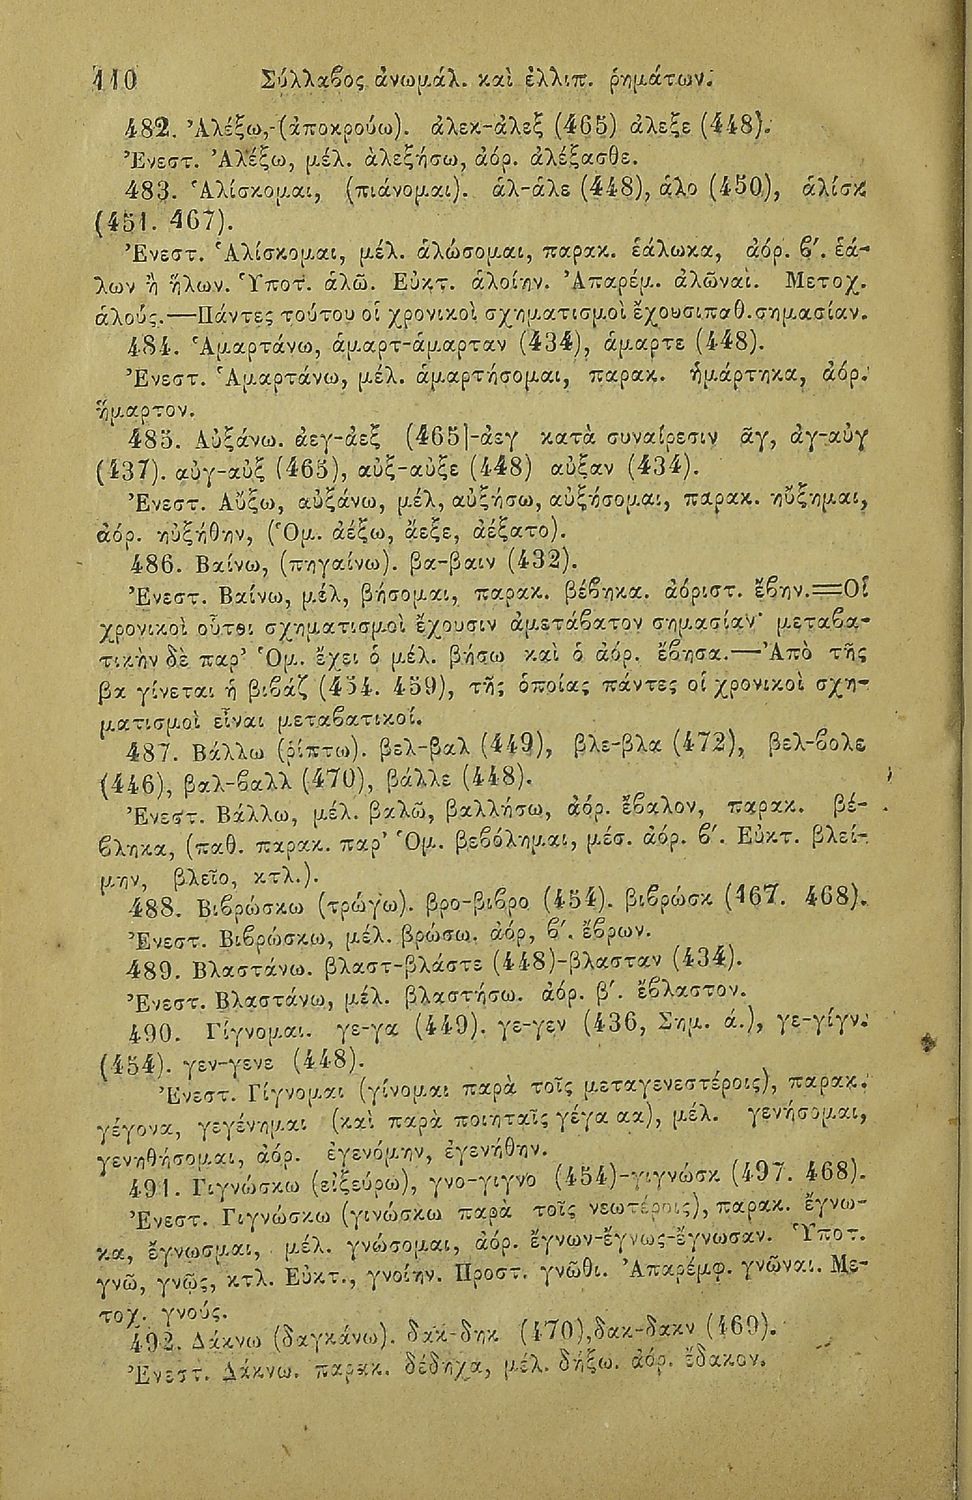 110 Σύλλαϐος ἀνωμάλ. καὶ ἐλλιπ. ῥημάτων.
482. Ἀλέξω,-(ἀποκρούω). ἀλεκ-ἀλεξ (465) ἀλεξε (448).
Ἐνεστ. Ἀλέξω, μέλ. ἀλεξήσω, ἀόρ. ἀλέξασθε.
483. Ἁλίσκομαι, (πιάνομαι). ἁλ-ἁλε (448), ἁλο (450), ἁλίσκ
(451. 467).
Ἐνεστ. Ἁλίσκομαι, μέλ. ἁλώσομαι, παρακ. ἑάλωκα, ἀόρ. ϐ΄. ἑά-
λων ἢ ἥλων. Ὑποτ. ἁλῶ. Εὐκτ. ἁλοίην. Ἀπαρέμ. ἁλῶναι. Μετοχ.
ἁλούς.—Πάντες τούτου οἱ χρονικοὶ σχηματισμοὶ ἔχουσι παθ. σημασίαν.
484. Ἁμαρτάνω, ἁμαρτ-ἁμαρταν (434), ἁμαρτε (448).
Ἐνεστ. Ἁμαρτάνω, μέλ. ἁμαρτήσομαι, παρακ. ἡμάρτηκα, ἀόρ.
ἥμαρτον.
485. Αὐξάνω. ἀεγ-ἀεξ (465)-ἀεγ κατὰ συναίρεσιν ᾶγ, ἀγ-αὐγ
(437). αὐγ-αὐξ (465), αὐξ-αὐξε (448) αὐξαν (434).
Ἐνεστ. Αὔξω, αὐξάνω, μέλ, αὐξήσω, αὐξήσομαι, παρακ. ηὔξημαι,
ἀόρ. ηὐξήθην, (Ὁμ. ἀέξω, ἄεξε, ἀέξατο).
486. Βαίνω, (πηγαίνω). βα-βαιν (432).
Ἐνεστ. Βαίνω, μέλ, βήσομαι, παρακ. βέϐηκα. ἀόριστ. ἔϐην.=Οἱ
χρονικοὶ οὗτοι σχηματισμοὶ ἔχουσιν ἀμετάϐατον σημασίαν· μεταϐα-
τικὴν δὲ παρ' Ὁμ. ἔχει ὁ μέλ. βήσω καὶ ὁ ἀόρ. ἔϐησα.—Ἀπὸ τῆς
βα γίνεται ἡ βιϐάζ (454. 459), τῆς ὁποίας πάντες οἱ χρονικοὶ σχη-
ματισμοὶ εἶναι μεταϐατικοί.
487. Βάλλω (ῥίπτω). βελ-βαλ (449), βλε-βλα (472), βελ-ϐολε
(446), βαλ-ϐαλλ (470), βάλλε (448).
Ἐνεστ. Βάλλω, μέλ. βαλῶ, βαλλήσω, ἀόρ. ἔϐαλον, παρακ. βέ-
ϐληκα, (παθ. παρακ. παρ' Ὁμ. βεϐόλημαι, μέσ. ἀόρ. ϐ΄. Εὐκτ. βλεί-
μην, βλεῖο, κτλ.).
488. Βιϐρώσκω (τρώγω). βρο-βιϐρο (454). βιϐρώσκ (467. 468).
Ἐνεστ. Βιϐρώσκω, μέλ. βρώσω. ἀόρ, ϐ΄. ἔϐρων.
489. Βλαστάνω. βλαστ-βλάστε (448)-βλασταν (434).
Ἐνεστ. Βλαστάνω, μέλ. βλαστήσω. ἀόρ. β΄. ἔϐλαστον.
490. Γίγνομαι. γε-γα (449). γε-γεν (436, Σημ. ά.), γε-γίγν.
(454). γεν-γενε (448).
Ἐνεστ. Γίγνομαι (γίνομαι παρὰ τοῖς μεταγενεστέροις), παρακ.
γέγονα, γεγένημαι (καὶ παρὰ ποιηταῖς γέγα αα), μέλ. γενήσομαι,
γενηθήσομαι, ἀόρ. ἐγενόμην, ἐγενήθην.
491. Γιγνώσκω (εἰξεύρω), γνο-γιγνο (454)-γιγνώσκ (497. 468).
Ἐνεστ. Γιγνώσκω (γινώσκω παρὰ τοῖς νεωτέροις), παρακ. ἔγνω-
κα, ἔγνωσμαι, μέλ. γνώσομαι, ἀόρ. ἔγνων-ἔγνως-ἔγνωσαν. Ὑποτ.
γνῶ, γνῷς, κτλ. Εὐκτ., γνοίην. Προστ. γνῶθι. Ἀπαρέμφ. γνῶναι. Με-
τοχ. γνούς.
492. Δάκνω (δαγκάνω). δακ-δηκ (470), δακ-δακν (469).
Ἐνεστ. Δάκνω. παρακ. δέδηχα, μέλ. δήξω. ἀόρ. ἔδακον.